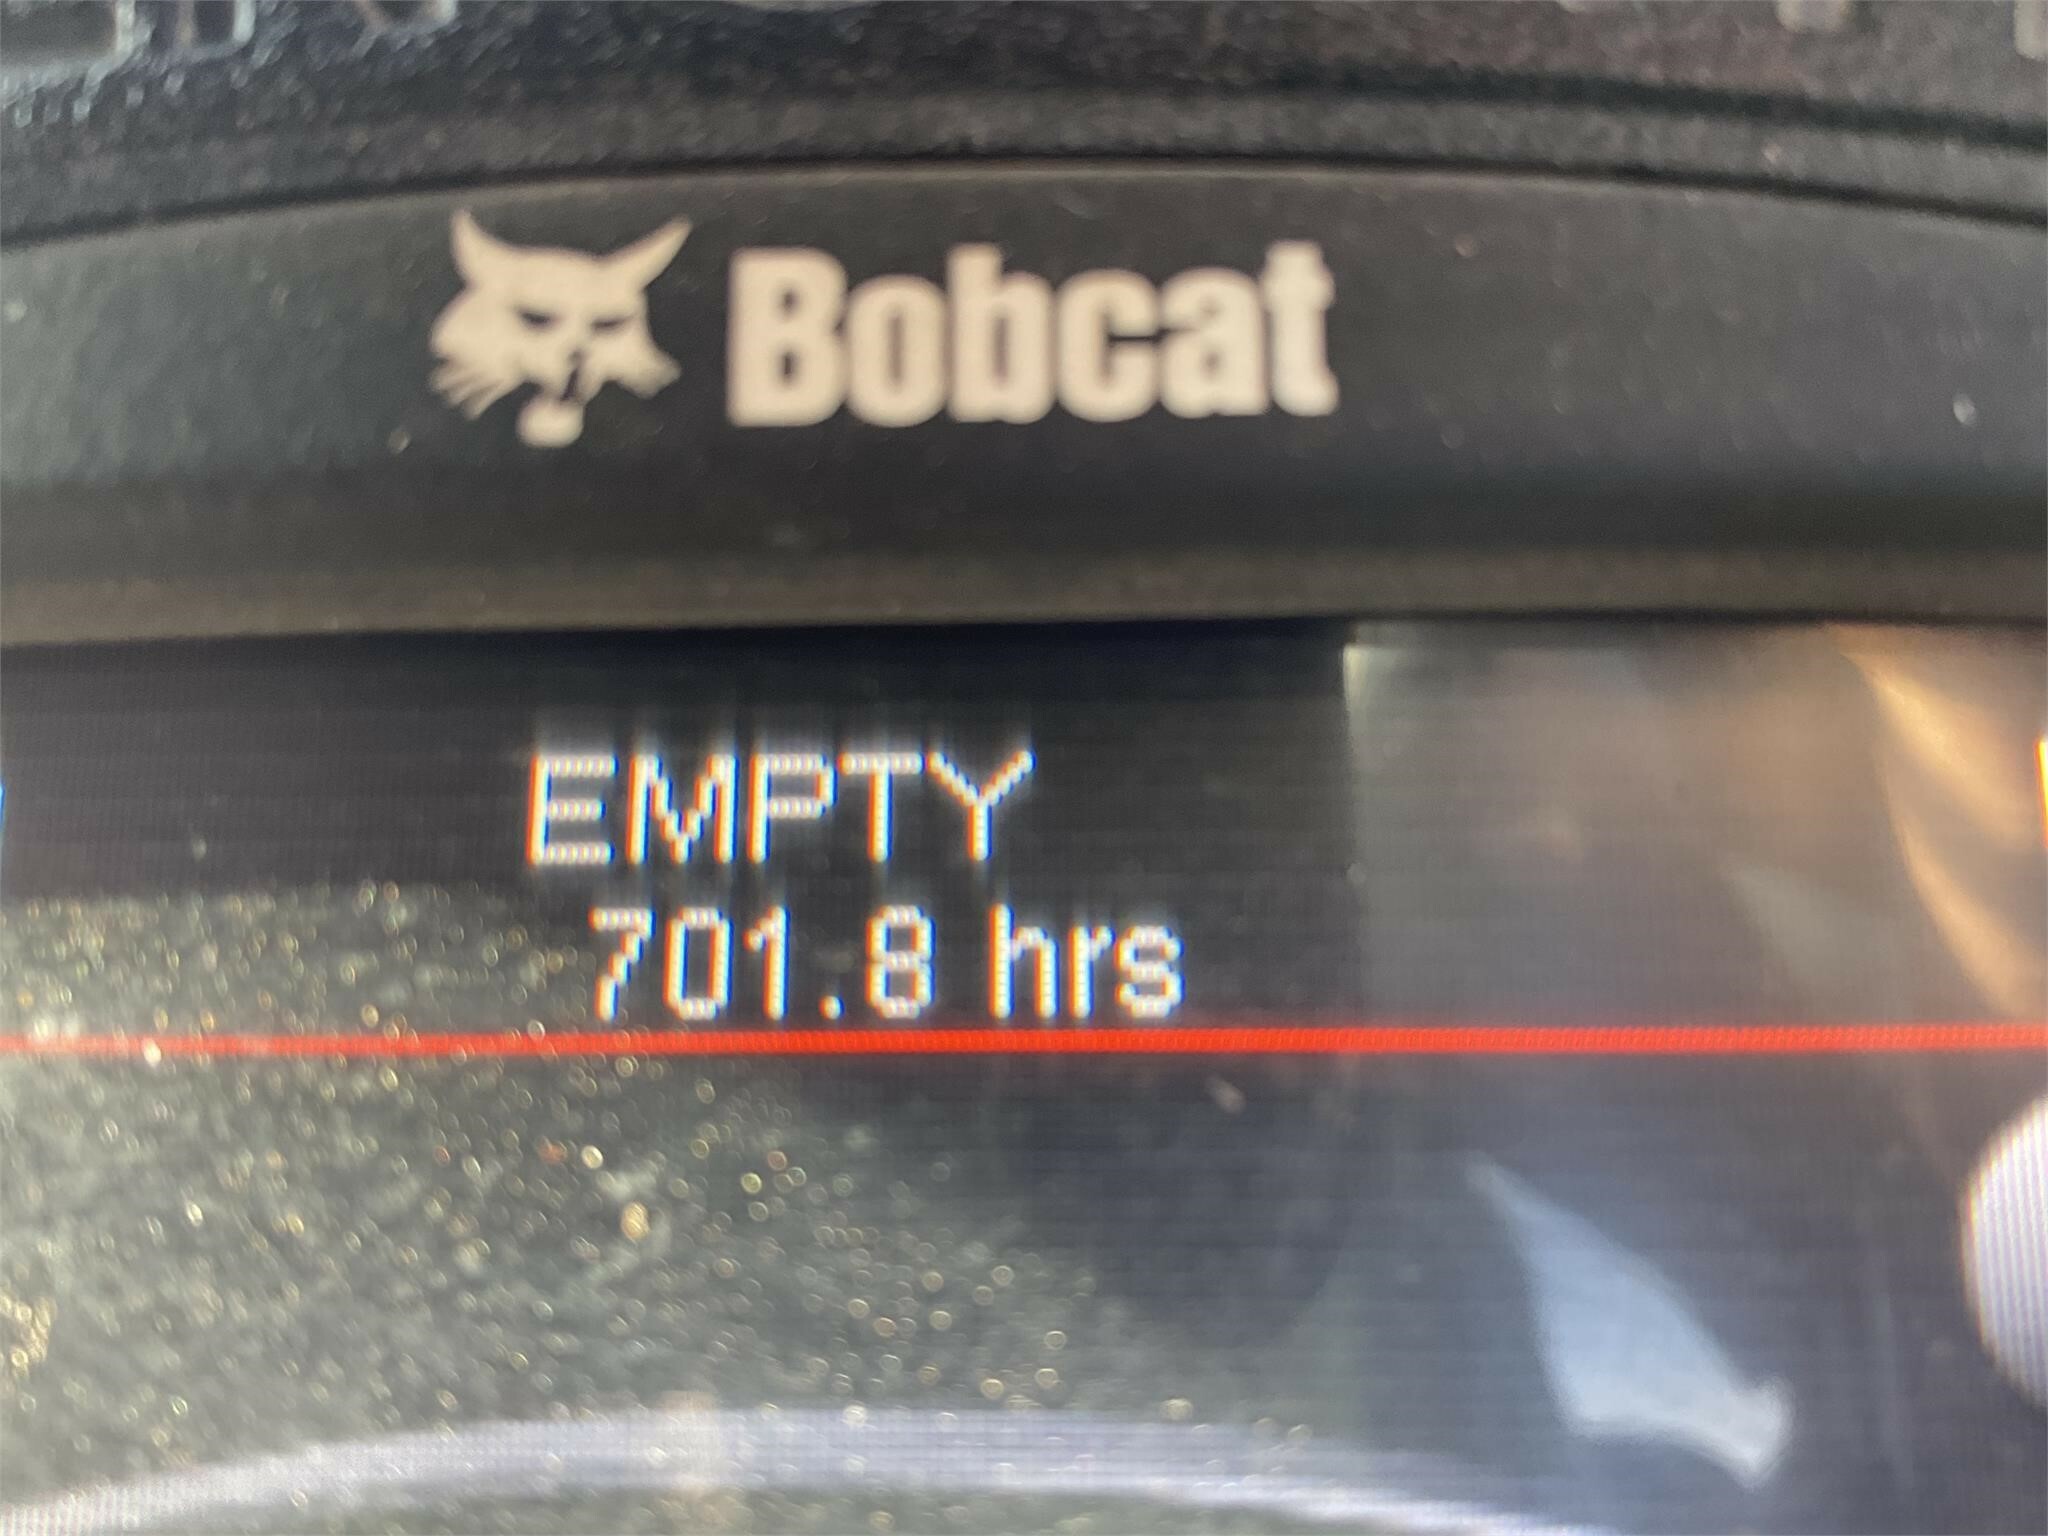 Bobcat
EMPTY
701.8 hrs